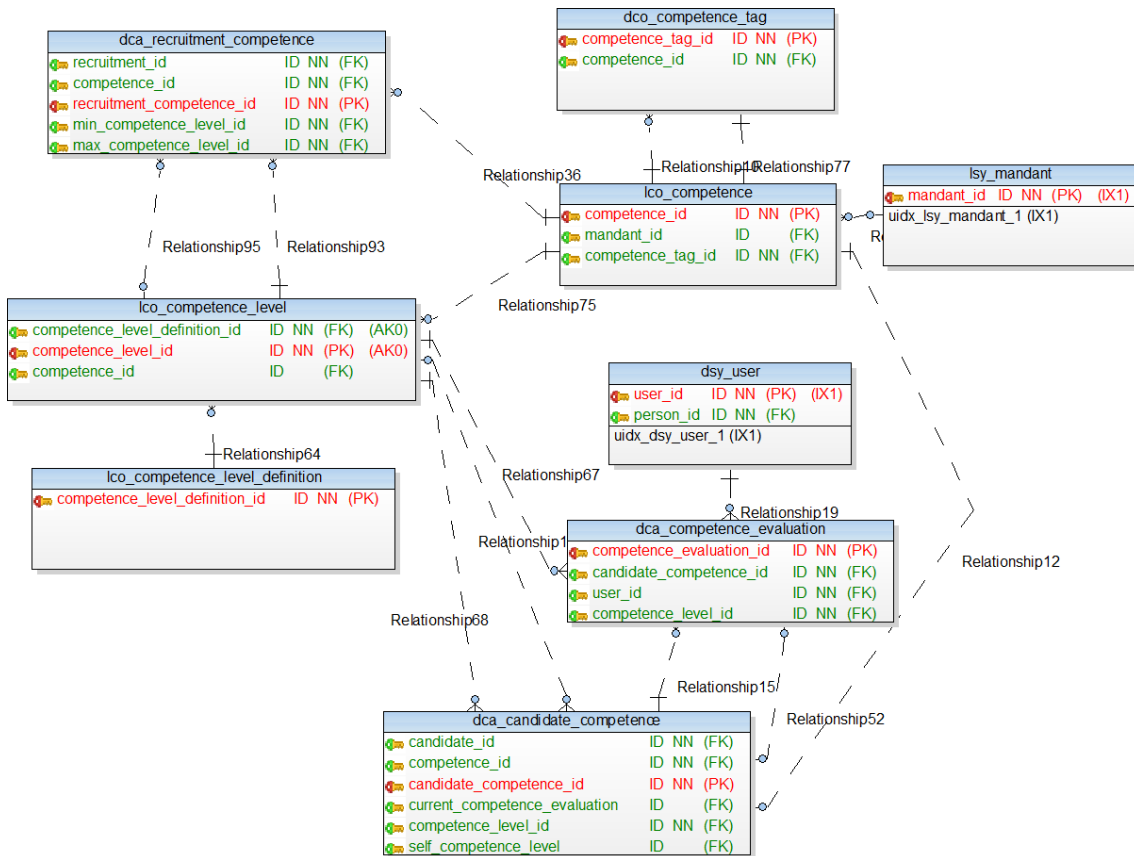 dco_competence_tag
competence_tag_id ID NN (PK)
competence_id ID NN (FK)
dca_recruitment_competence
recruitment_id ID NN (FK)
competence_id ID NN (FK)
recruitment_competence_id ID NN (PK)
min_competence_level_id ID NN (FK)
max_competence_level_id ID NN (FK)
Relationship36
Relationship77
lco_competence
competence_id ID NN (PK)
mandant_id ID (FK)
competence_tag_id ID NN (FK)
lsy_mandant
mandant_id ID NN (PK) (IX1)
uidx_lsy_mandant_1 (IX1)
Relationship95
Relationship93
Relationship75
lco_competence_level
competence_level_definition_id ID NN (FK) (AK0)
competence_level_id ID NN (PK) (AK0)
competence_id ID (FK)
dsy_user
user_id ID NN (PK) (IX1)
person_id ID NN (FK)
uidx_dsy_user_1 (IX1)
Relationship64
lco_competence_level_definition
competence_level_definition_id ID NN (PK)
Relationship67
Relationship19
Relationship1
dca_competence_evaluation
competence_evaluation_id ID NN (PK)
candidate_competence_id ID NN (FK)
user_id ID NN (FK)
competence_level_id ID NN (FK)
Relationship12
Relationship68
Relationship15
Relationship52
dca_candidate_competence
candidate_id ID NN (FK)
competence_id ID NN (FK)
candidate_competence_id ID NN (PK)
current_competence_evaluation ID (FK)
competence_level_id ID NN (FK)
self_competence_level ID (FK)